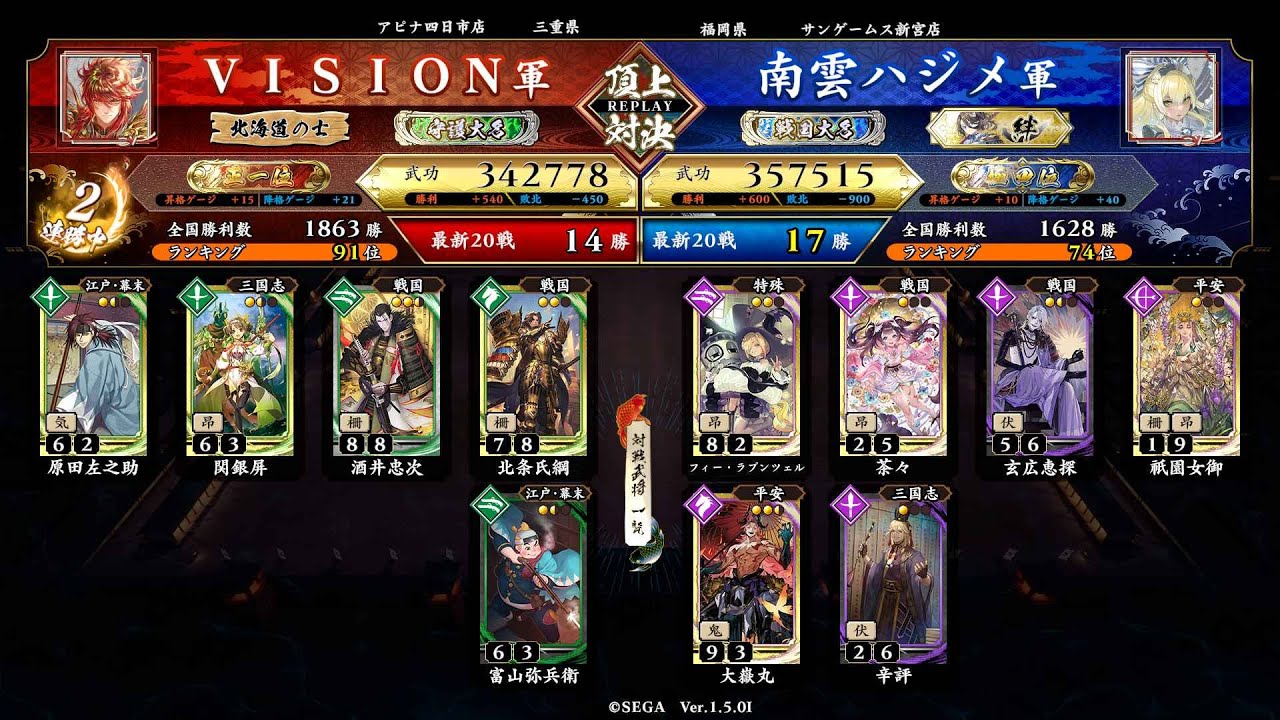 アピナ四日市店 三重県
福岡県 サンゲームス新宮店
VISION軍
頂上
REPLAY
対決
南雲ハジメ軍
北海道の士
守護大名
戦国大名
絆
2
連勝中
正一位
昇格ゲージ +15 降格ゲージ +21
武功 342778
勝利 +540 敗北 -450
武功 357515
勝利 +600 敗北 -900
昇格ゲージ +10 降格ゲージ +40
全国勝利数 1863勝
ランキング 91位
最新20戦 14勝
最新20戦 17勝
全国勝利数 1628勝
ランキング 74位
江戸・幕末
気
6 2
原田左之助
三国志
昴
6 3
関銀屏
戦国
柵
8 8
酒井忠次
戦国
柵
7 8
北条氏綱
特殊
昴
8 2
フィー・ラプンツェル
戦国
昴
2 5
茶々
戦国
伏
5 6
玄広恵探
平安
柵 昴
1 9
祇園女御
対戦武将一覧
江戸・幕末
6 3
富山弥兵衛
平安
鬼
9 3
大嶽丸
三国志
伏
2 6
辛評
©SEGA Ver.1.5.0I